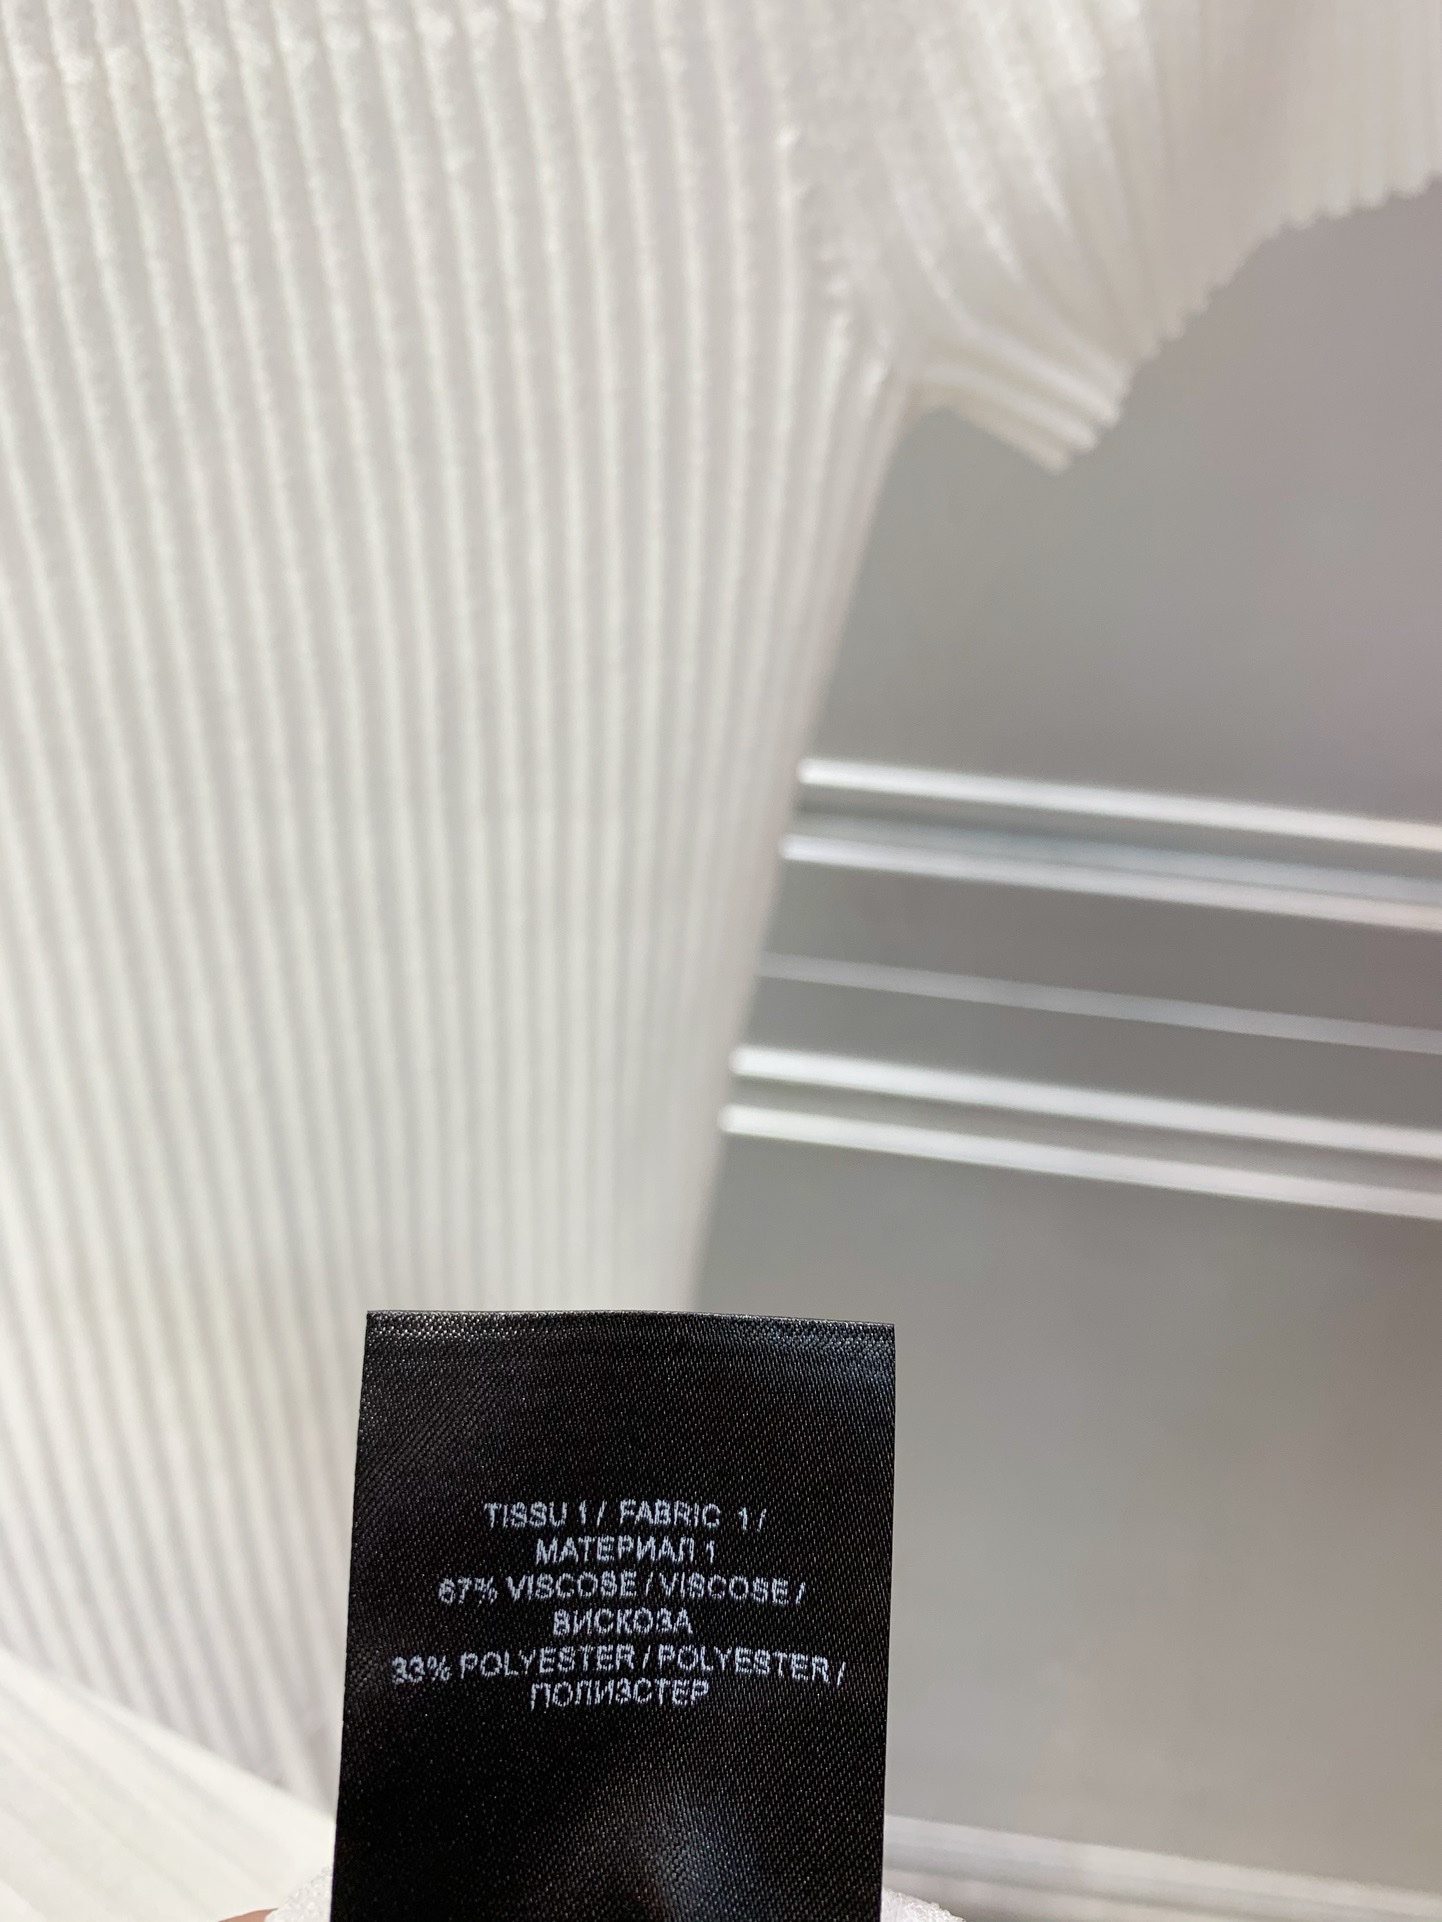 TISSU 1 / FABRIC 1 /
МАТЕРИАЛ 1
67% VISCOSE / VISCOSE /
ВИСКОЗА
33% POLYESTER / POLYESTER /
ПОЛИЭСТЕР